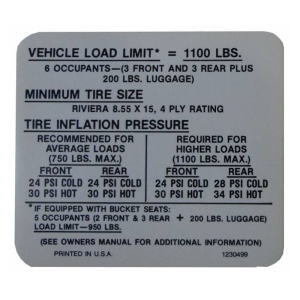 VEHICLE LOAD LIMIT* = 1100 LBS.
6 OCCUPANTS—(3 FRONT AND 3 REAR PLUS
200 LBS. LUGGAGE)
MINIMUM TIRE SIZE
RIVIERA 8.55 X 15, 4 PLY RATING
TIRE INFLATION PRESSURE
RECOMMENDED FOR
AVERAGE LOADS
(750 LBS. MAX.)
FRONT REAR
24 PSI COLD 24 PSI COLD
30 PSI HOT 30 PSI HOT
REQUIRED FOR
HIGHER LOADS
(1100 LBS. MAX.)
FRONT REAR
24 PSI COLD 28 PSI COLD
30 PSI HOT 34 PSI HOT
*IF EQUIPPED WITH BUCKET SEATS:
5 OCCUPANTS (2 FRONT & 3 REAR + 200 LBS. LUGGAGE)
LOAD LIMIT—950 LBS.
(SEE OWNERS MANUAL FOR ADDITIONAL INFORMATION)
PRINTED IN U.S.A. 1230499